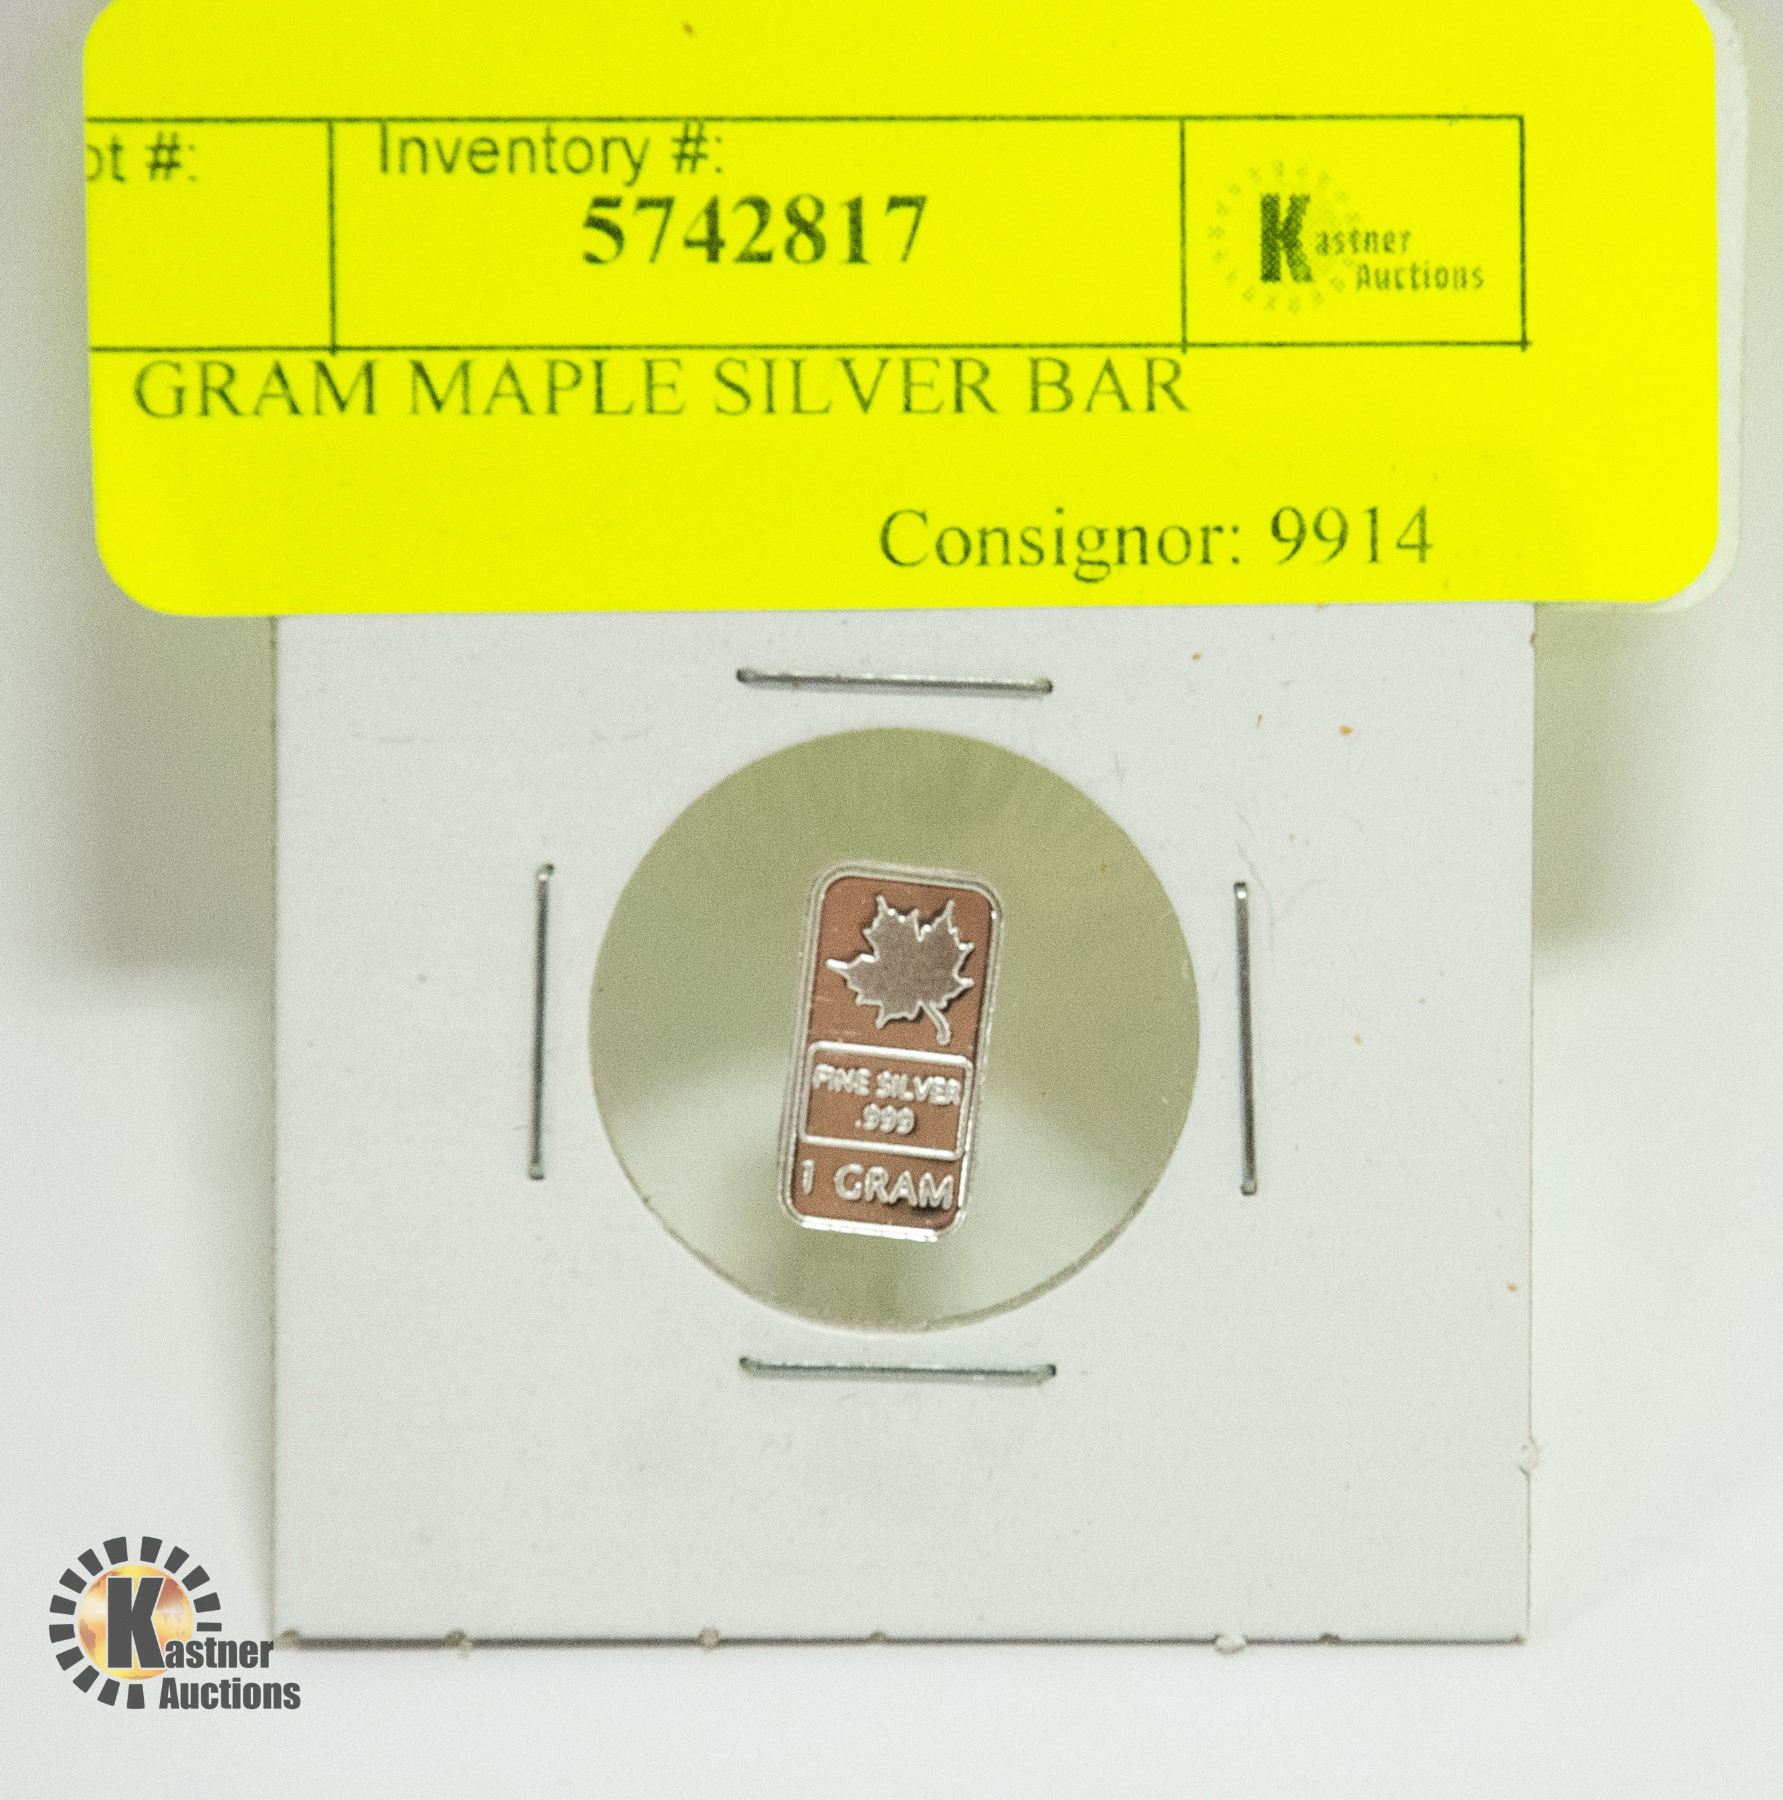 ot #:
Inventory #:
5742817
Kastner
Auctions
GRAM MAPLE SILVER BAR
Consignor: 9914
FINE SILVER
.999
1 GRAM
Kastner
Auctions